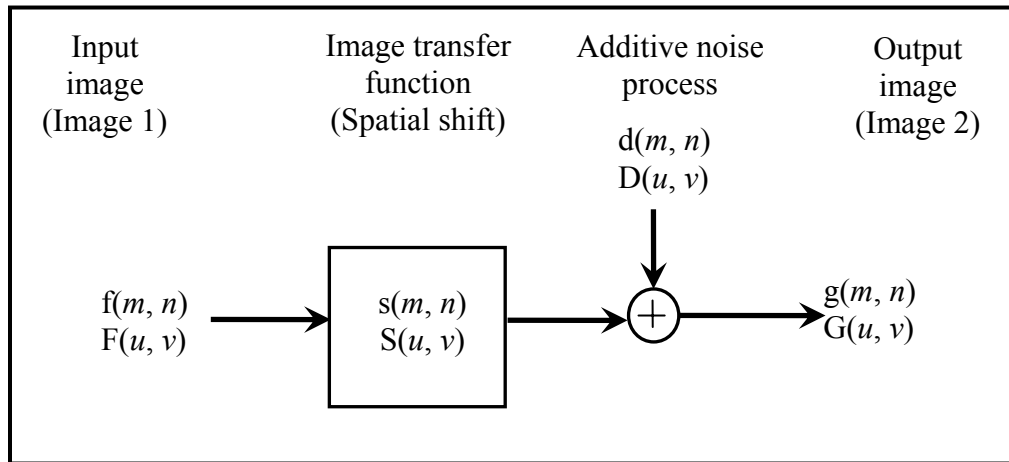 Input
image
(Image 1)
Image transfer
function
(Spatial shift)
Additive noise
process
d(m, n)
D(u, v)
Output
image
(Image 2)
f(m, n)
F(u, v)
s(m, n)
S(u, v)
+
g(m, n)
G(u, v)